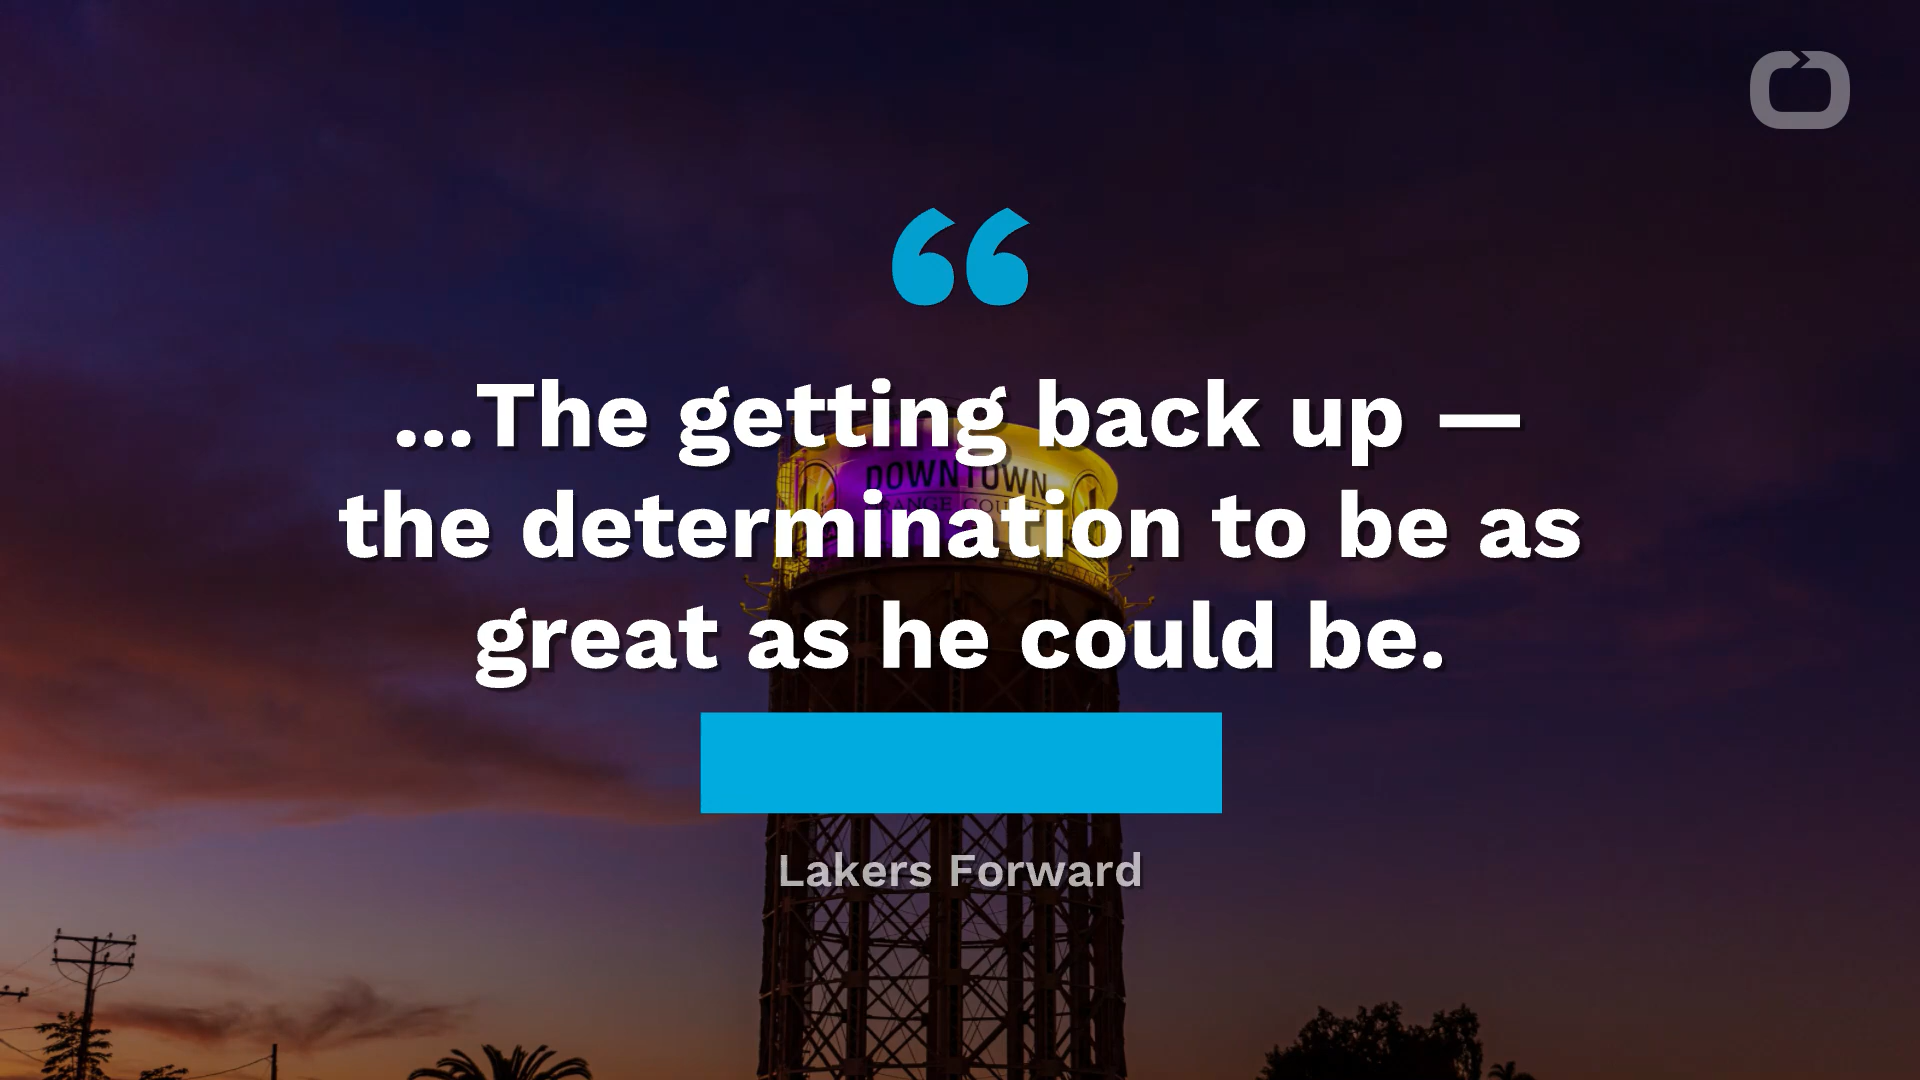 “
...The getting back up —
the determination to be as
great as he could be.
DOWNTOWN
Lakers Forward